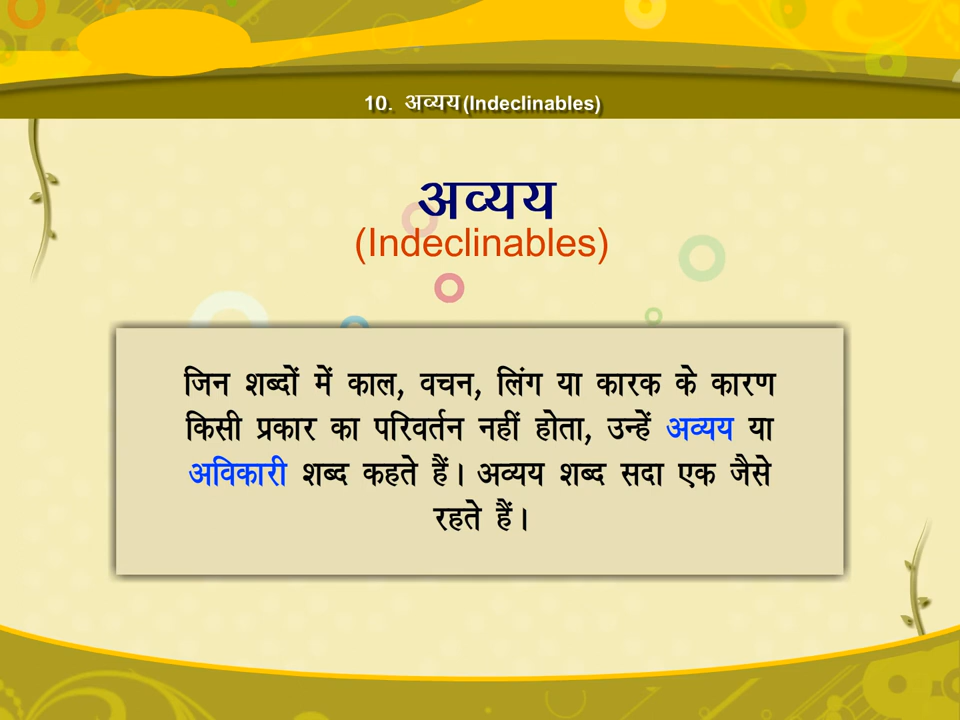 10. अव्यय (Indeclinables)
अव्यय
(Indeclinables)
जिन शब्दों में काल, वचन, लिंग या कारक के कारण
किसी प्रकार का परिवर्तन नहीं होता, उन्हें अव्यय या
अविकारी शब्द कहते हैं। अव्यय शब्द सदा एक जैसे
रहते हैं।